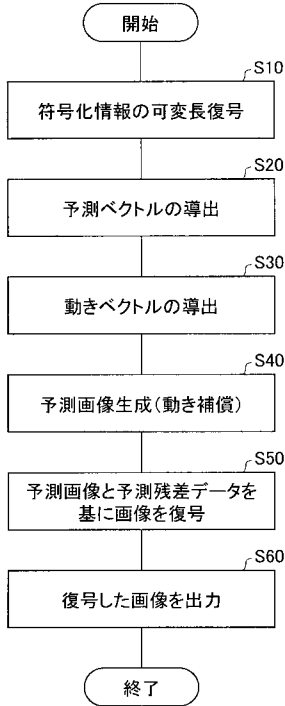 開始
S10
符号化情報の可変長復号
S20
予測ベクトルの導出
S30
動きベクトルの導出
S40
予測画像生成(動き補償)
S50
予測画像と予測残差データを
基に画像を復号
S60
復号した画像を出力
終了